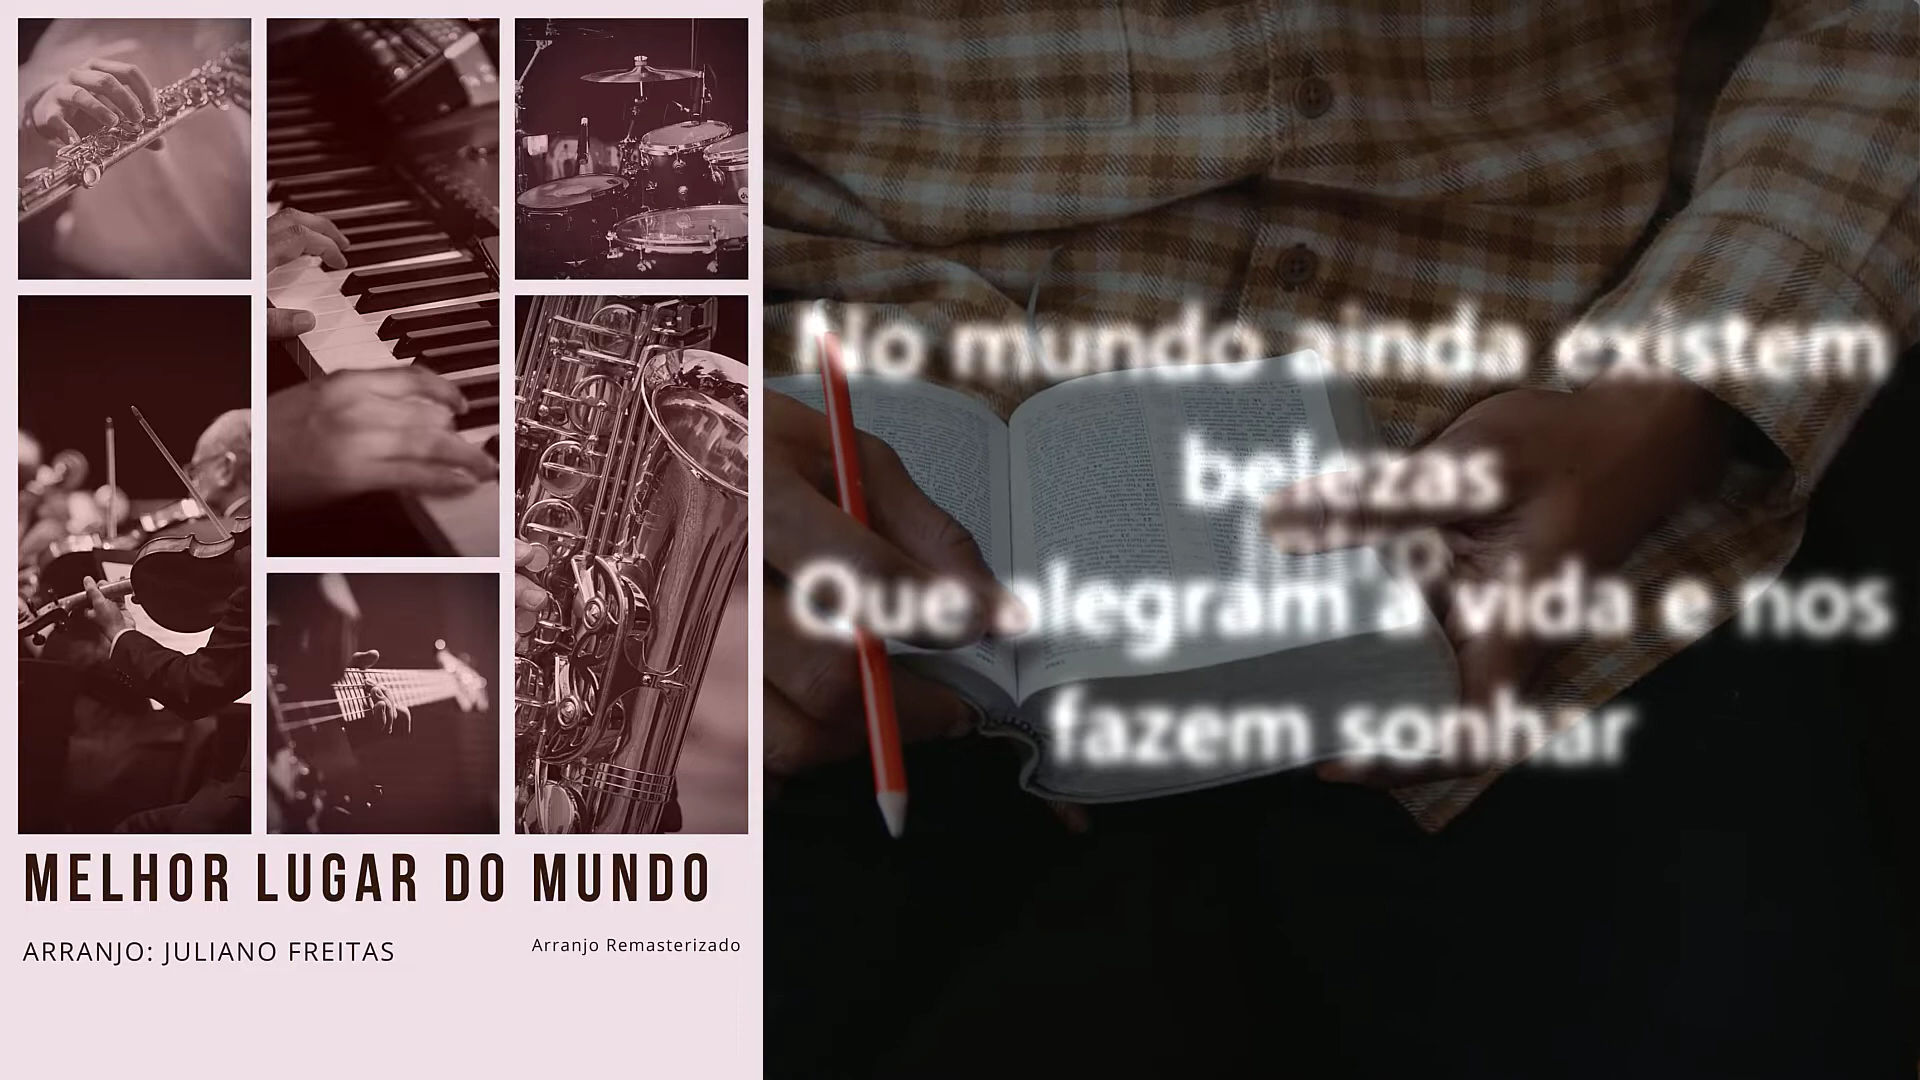 MELHOR LUGAR DO MUNDO
ARRANJO: JULIANO FREITAS
Arranjo Remasterizado
No mundo ainda existem
belezas
Que alegram a vida e nos
fazem sonhar